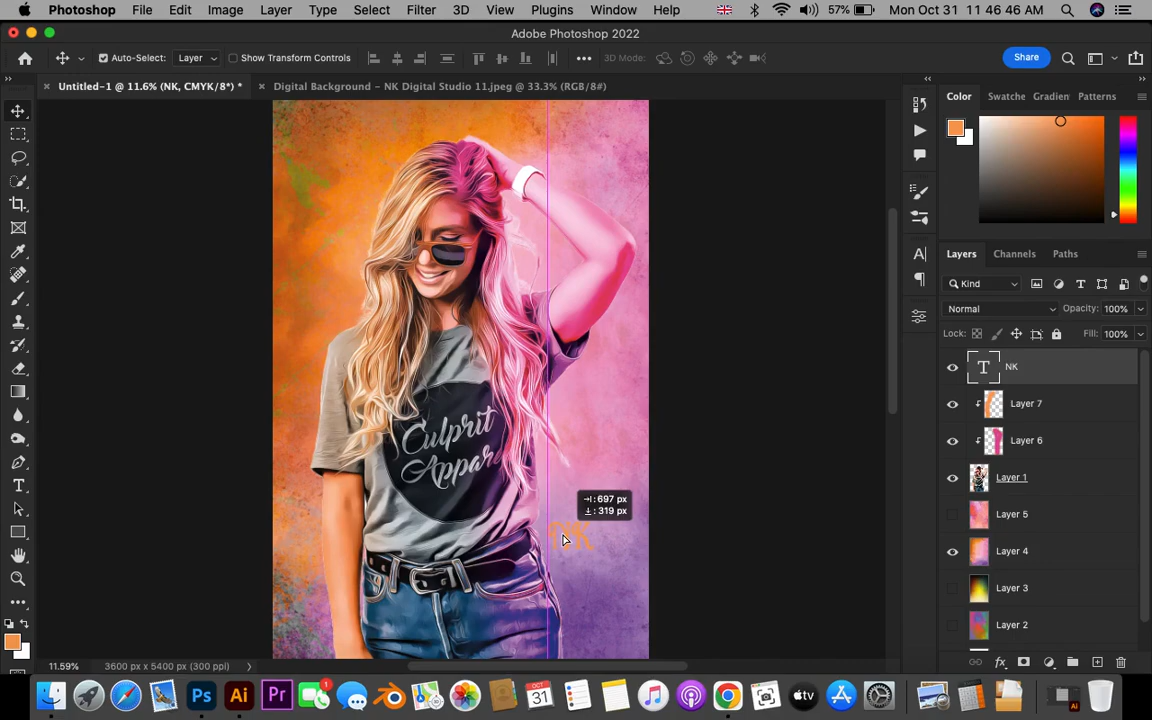 Photoshop File Edit Image Layer Type Select Filter 3D View Plugins Window Help 57% Mon Oct 31 11 46 46 AM
Adobe Photoshop 2022
Auto-Select: Layer Show Transform Controls 3D Mode: Share
Untitled-1 @ 11.6% (NK, CMYK/8*) * Digital Background – NK Digital Studio 11.jpeg @ 33.3% (RGB/8#)
Color Swatche Gradien Patterns
Layers Channels Paths
Kind
Normal Opacity: 100%
Lock: Fill: 100%
NK
Layer 7
Layer 6
Layer 1
Layer 5
Layer 4
Layer 3
Layer 2
Culprit
Appare
: 697 px
: 319 px
NK
11.59% 3600 px x 5400 px (300 ppi)